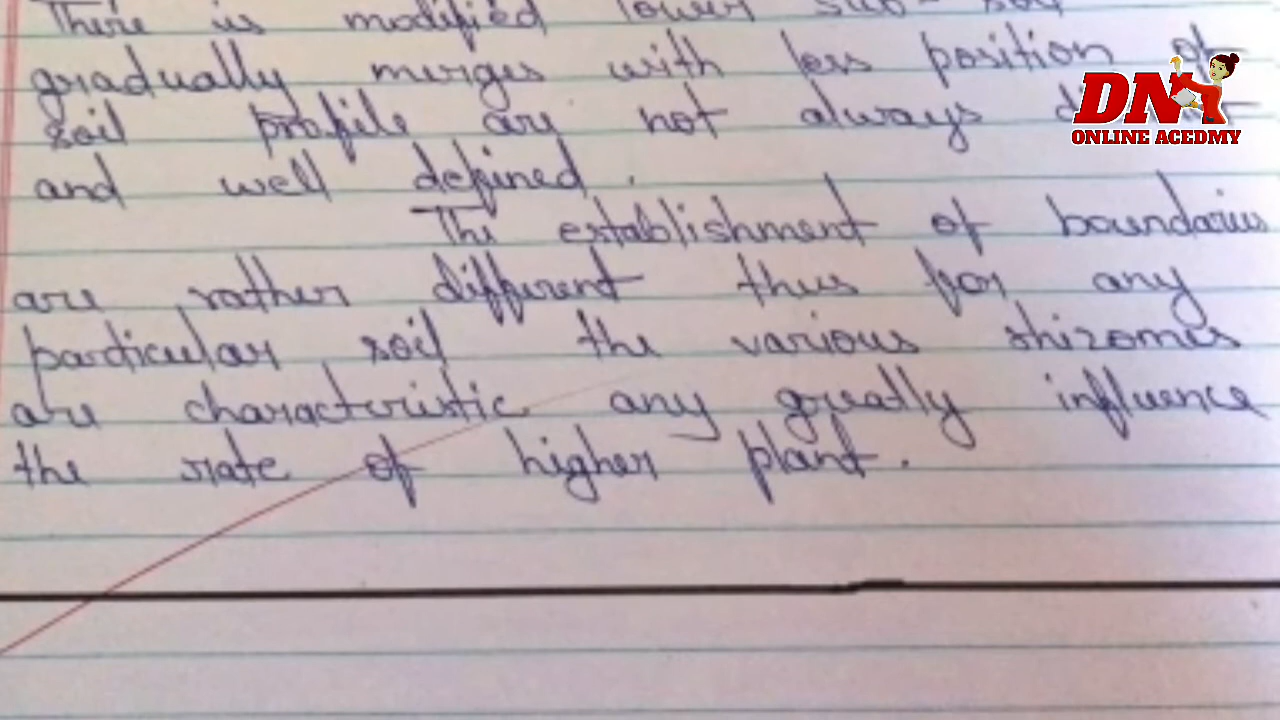 There is modified lower sub-soil
gradually merges with less position of
soil profile are not always
and well defined.
The establishment of boundaries
are rather different thus for any
particular soil the various rhizomes
are characteristic any greatly influence
the rate of higher plant.
DN
ONLINE ACEDMY